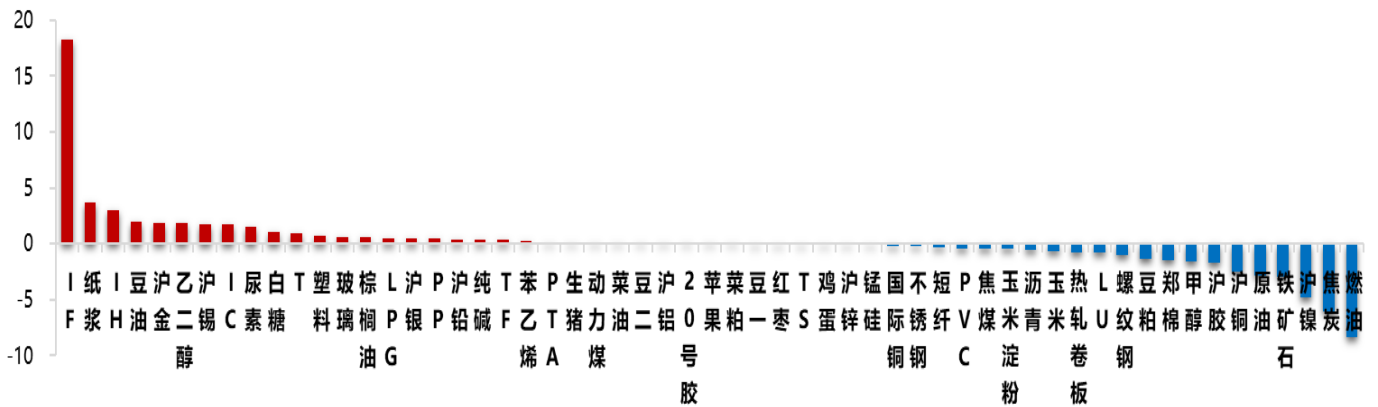 20
15
10
5
0
-5
-10
IF
纸浆
IH
豆油
沪金
乙二醇
沪锡
IC
尿素
白糖
T
塑料
玻璃
棕榈油
LPG
沪银
PP
沪铅
纯碱
TF
苯乙烯
PTA
生猪
动力煤
菜油
豆二
沪铝
20号胶
苹果
菜粕
豆一
红枣
TS
鸡蛋
沪锌
锰硅
国际铜
不锈钢
短纤
PVC
焦煤
玉米淀粉
沥青
玉米
热轧卷板
LU
螺纹钢
豆粕
郑棉
甲醇
沪胶
沪铜
原油
铁矿石
沪镍
焦炭
燃油